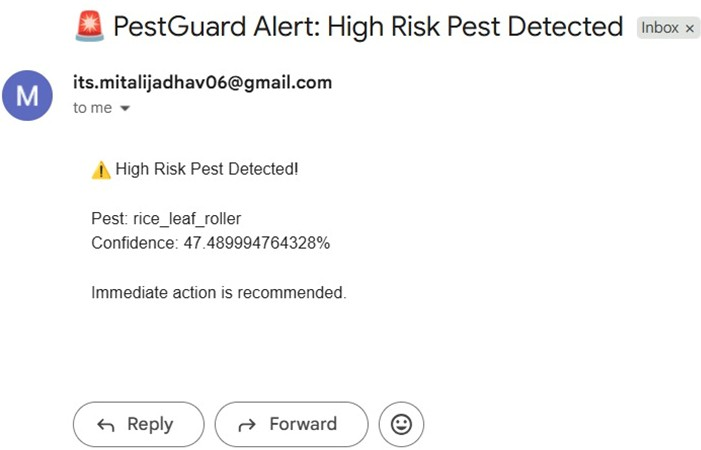 🚨 PestGuard Alert: High Risk Pest Detected Inbox ×
M
its.mitalijadhav06@gmail.com
to me
⚠️ High Risk Pest Detected!
Pest: rice_leaf_roller
Confidence: 47.489994764328%
Immediate action is recommended.
Reply Forward